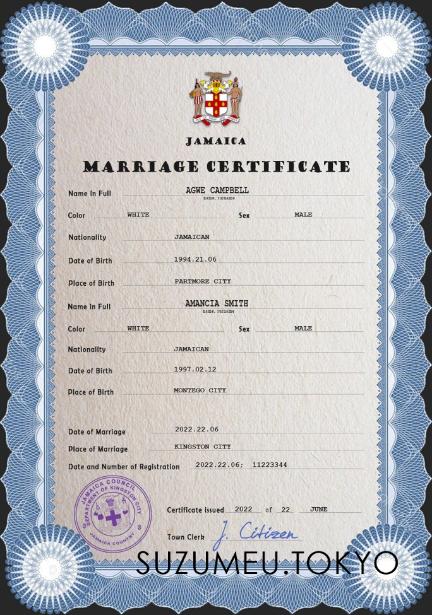 JAMAICA
MARRIAGE CERTIFICATE
Name In Full AGWE CAMPBELL
Color WHITE Sex MALE
Nationality JAMAICAN
Date of Birth 1994.21.06
Place of Birth PARTMORE CITY
Name In Full AMANCIA SMITH
Color WHITE Sex MALE
Nationality JAMAICAN
Date of Birth 1997.02.12
Place of Birth MONTEGO CITY
Date of Marriage 2022.22.06
Place of Marriage KINGSTON CITY
Date and Number of Registration 2022.22.06; 11223344
JAMAICA COUNCIL
DEPARTMENT OF KINGSTON CITY
JAMAICA COUNTRY
Certificate issued 2022 of 22 JUNE
Town Clerk J. Citizen
SUZUMEU.TOKYO